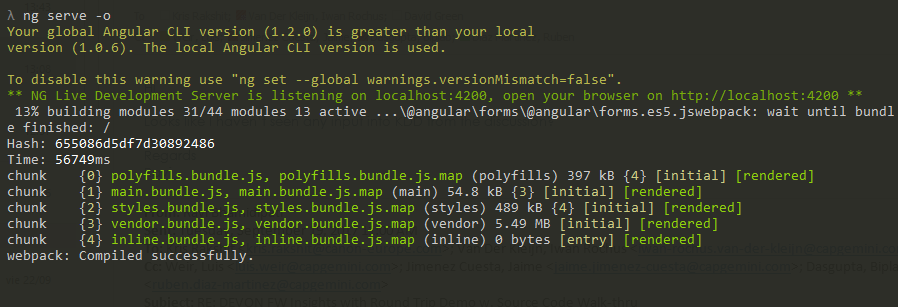 λ ng serve -o
Your global Angular CLI version (1.2.0) is greater than your local
version (1.0.6). The local Angular CLI version is used.
To disable this warning use "ng set --global warnings.versionMismatch=false".
** NG Live Development Server is listening on localhost:4200, open your browser on http://localhost:4200 **
13% building modules 31/44 modules 13 active ...\@angular\forms\@angular\forms.es5.jswebpack: wait until bundl
e finished: /
Hash: 655086d5df7d30892486
Time: 56749ms
chunk    {0} polyfills.bundle.js, polyfills.bundle.js.map (polyfills) 397 kB {4} [initial] [rendered]
chunk    {1} main.bundle.js, main.bundle.js.map (main) 54.8 kB {3} [initial] [rendered]
chunk    {2} styles.bundle.js, styles.bundle.js.map (styles) 489 kB {4} [initial] [rendered]
chunk    {3} vendor.bundle.js, vendor.bundle.js.map (vendor) 5.49 MB [initial] [rendered]
chunk    {4} inline.bundle.js, inline.bundle.js.map (inline) 0 bytes [entry] [rendered]
webpack: Compiled successfully.